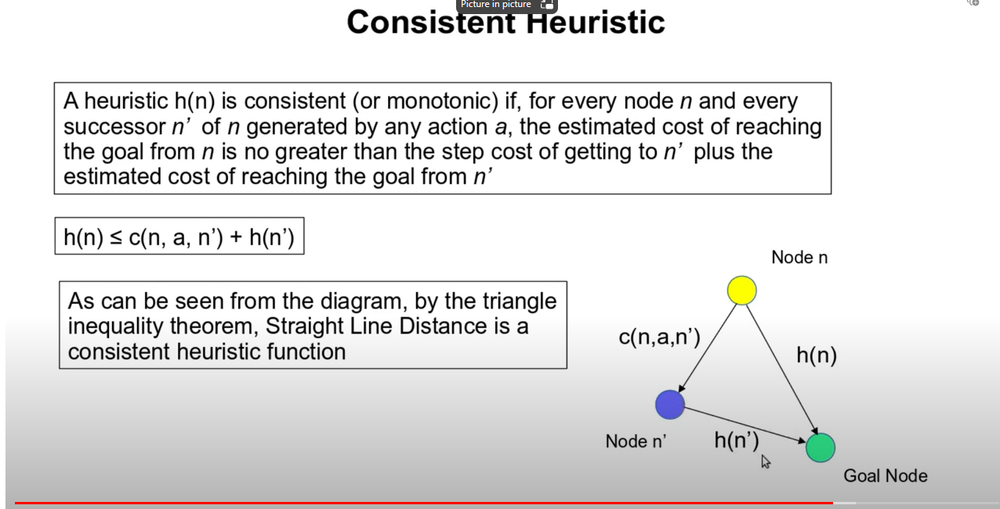 Picture in picture
Consistent Heuristic
A heuristic h(n) is consistent (or monotonic) if, for every node n and every
successor n’ of n generated by any action a, the estimated cost of reaching
the goal from n is no greater than the step cost of getting to n’ plus the
estimated cost of reaching the goal from n’
h(n) ≤ c(n, a, n’) + h(n’)
As can be seen from the diagram, by the triangle
inequality theorem, Straight Line Distance is a
consistent heuristic function
Node n
c(n,a,n’)
h(n)
Node n’
h(n’)
Goal Node